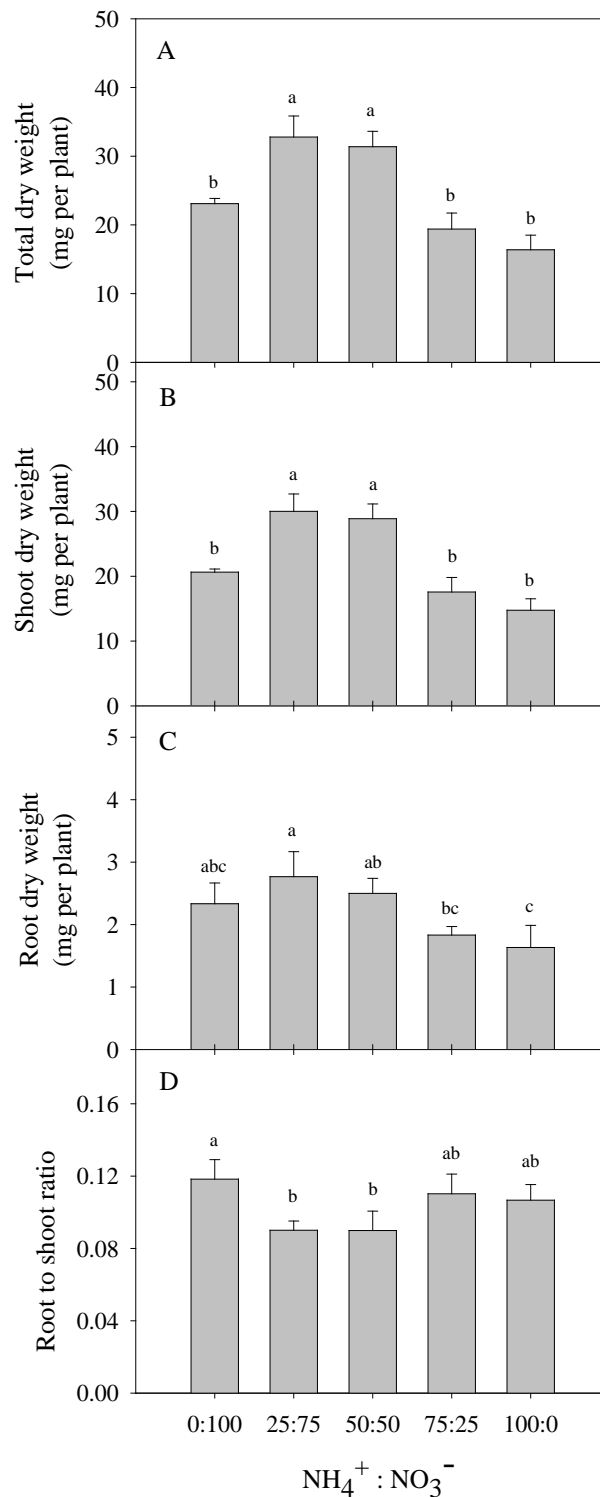 A
Total dry weight
(mg per plant)
50
40
30
20
10
0
b
a
a
b
b
B
Shoot dry weight
(mg per plant)
50
40
30
20
10
0
b
a
a
b
b
C
Root dry weight
(mg per plant)
5
4
3
2
1
0
abc
a
ab
bc
c
D
Root to shoot ratio
0.16
0.12
0.08
0.04
0.00
a
b
b
ab
ab
0:100 25:75 50:50 75:25 100:0
NH₄⁺ : NO₃⁻